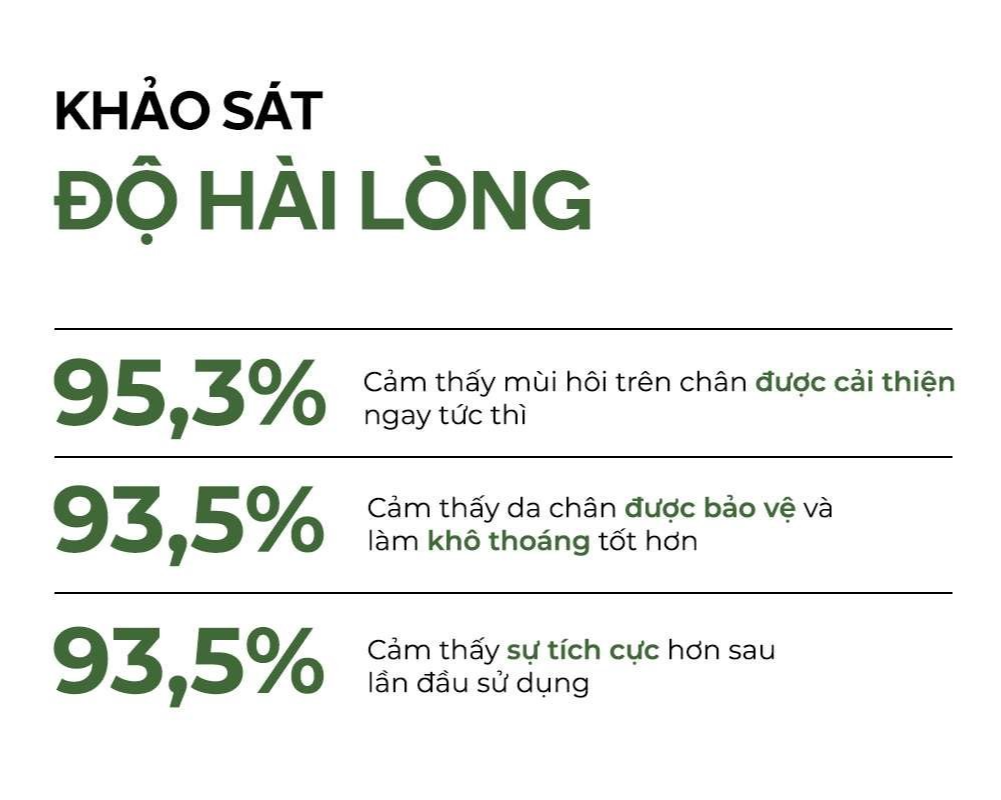 KHẢO SÁT
ĐỘ HÀI LÒNG
95,3%
Cảm thấy mùi hôi trên chân được cải thiện
ngay tức thì
93,5%
Cảm thấy da chân được bảo vệ và
làm khô thoáng tốt hơn
93,5%
Cảm thấy sự tích cực hơn sau
lần đầu sử dụng